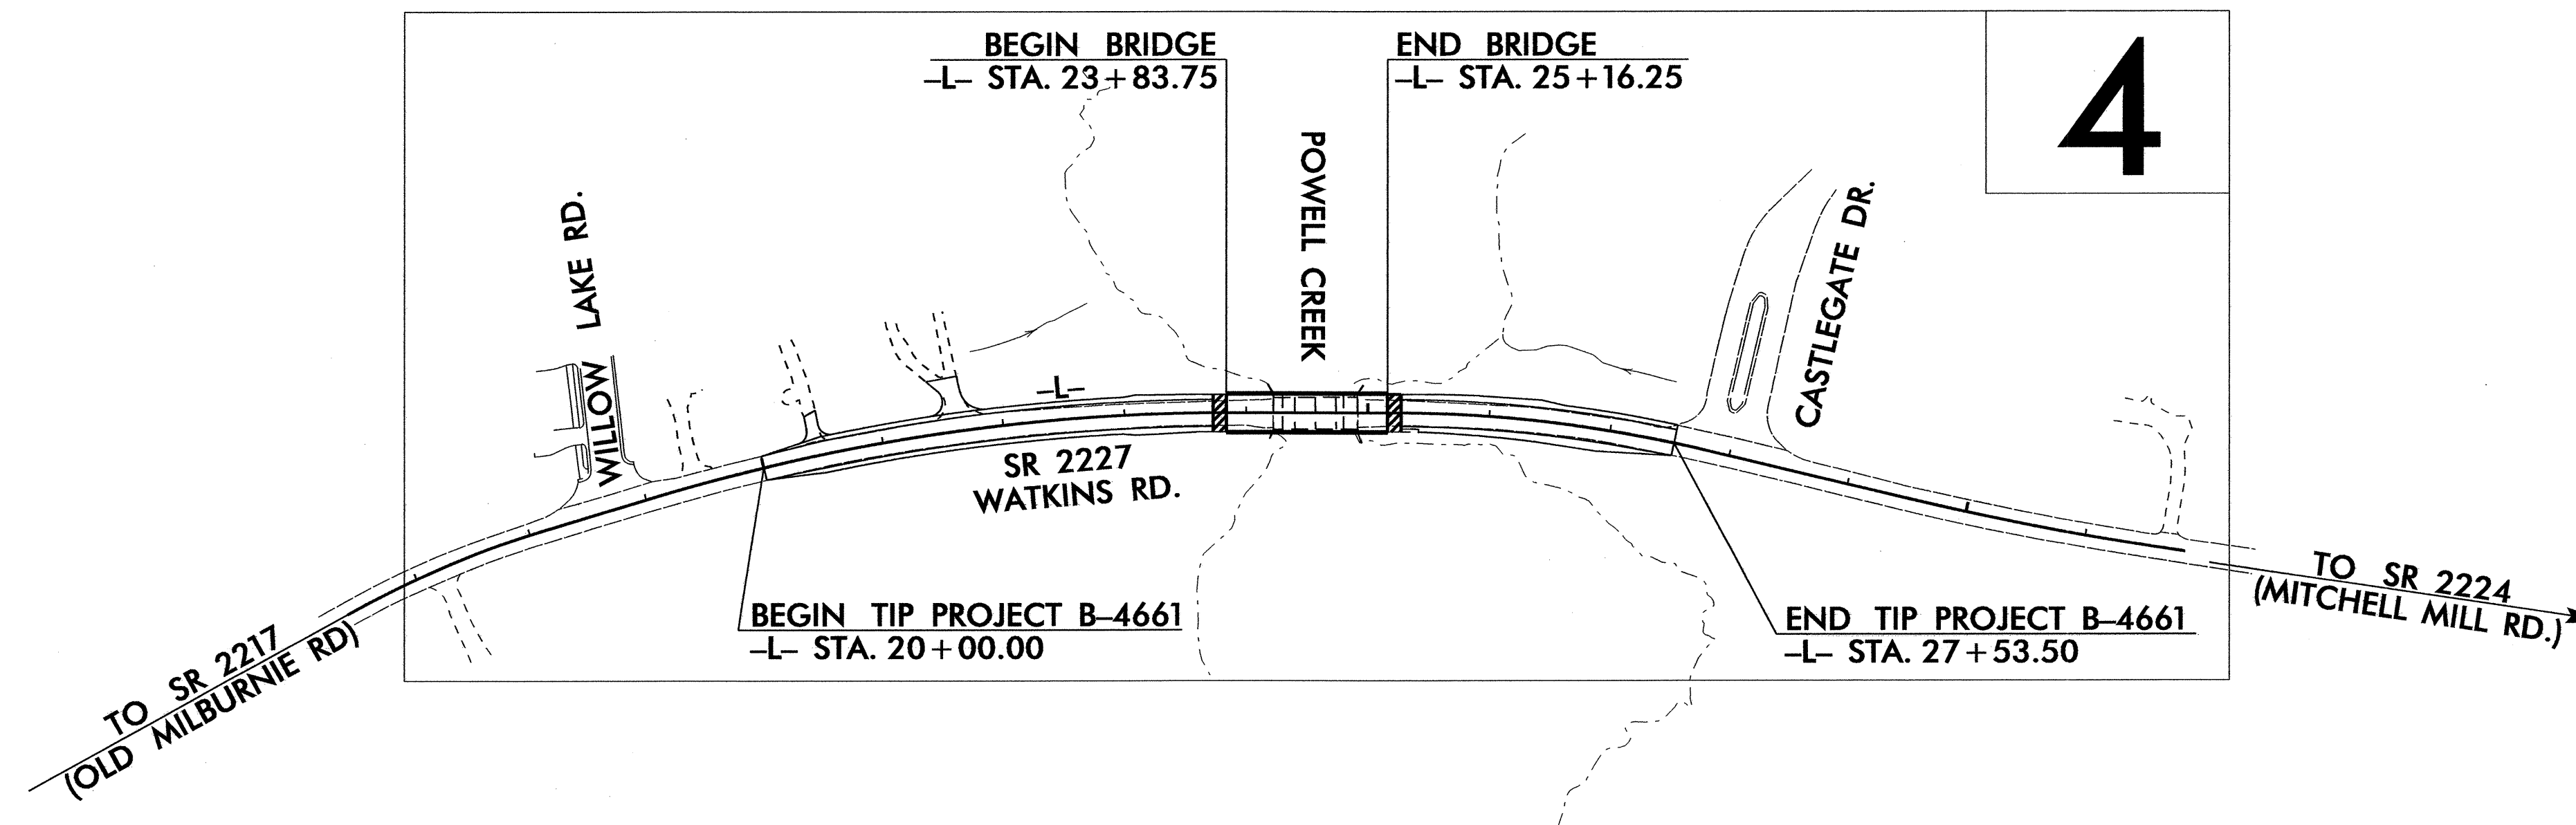 BEGIN BRIDGE
–L– STA. 23+83.75
END BRIDGE
–L– STA. 25+16.25
4
POWELL CREEK
WILLOW LAKE RD.
CASTLEGATE DR.
–L–
SR 2227
WATKINS RD.
BEGIN TIP PROJECT B–4661
–L– STA. 20+00.00
END TIP PROJECT B–4661
–L– STA. 27+53.50
TO SR 2217
(OLD MILBURNIE RD)
TO SR 2224
(MITCHELL MILL RD.)